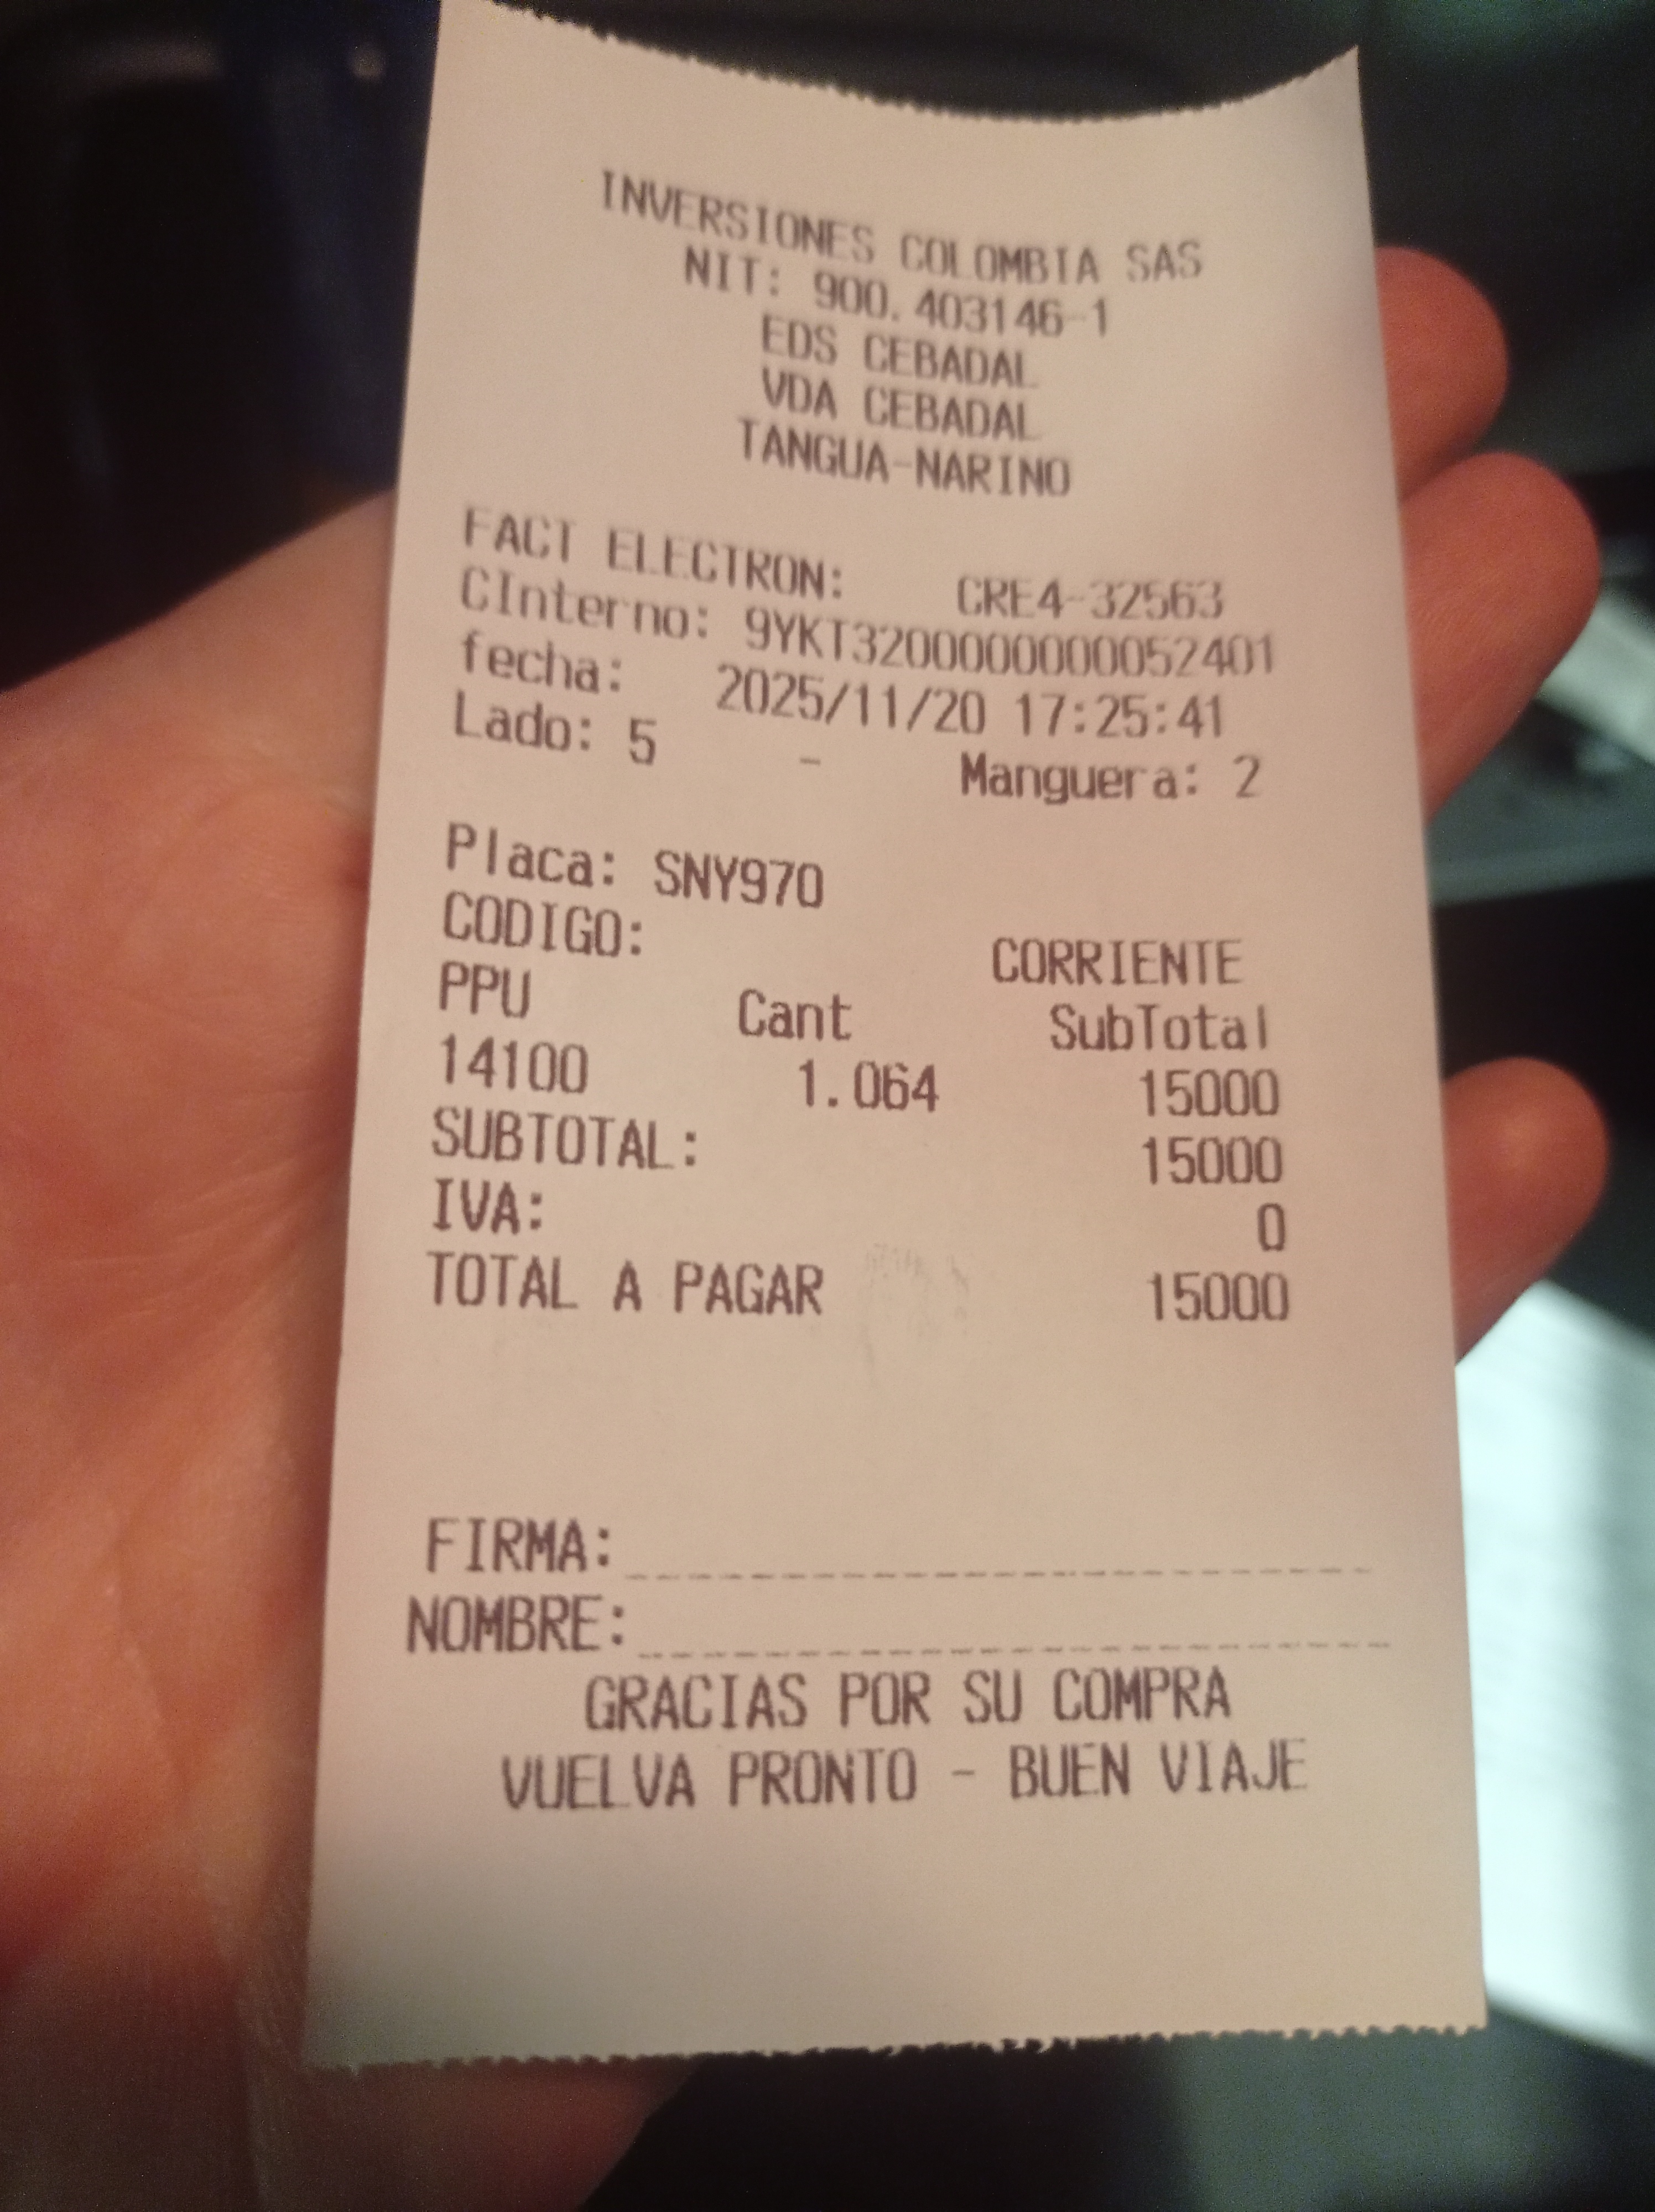 INVERSIONES COLOMBIA SAS
NIT: 900.403146-1
EDS CEBADAL
VDA CEBADAL
TANGUA-NARINO
FACT ELECTRON: CRE4-32563
CInterno: 9YKT3200000000052401
fecha: 2025/11/20 17:25:41
Lado: 5 - Manguera: 2
Placa: SNY970
CODIGO: CORRIENTE
PPU Cant SubTotal
14100 1.064 15000
SUBTOTAL: 15000
IVA: 0
TOTAL A PAGAR 15000
FIRMA:
NOMBRE:
GRACIAS POR SU COMPRA
VUELVA PRONTO - BUEN VIAJE